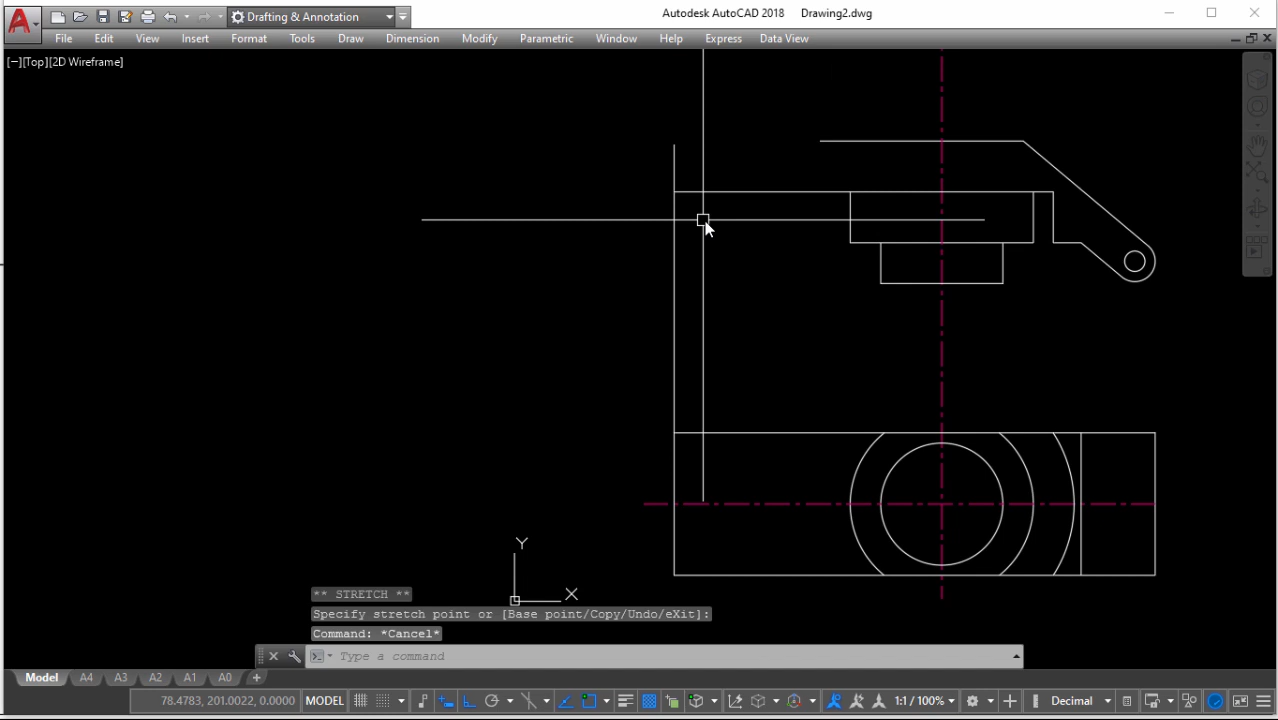 Drafting & Annotation
Autodesk AutoCAD 2018 Drawing2.dwg
File Edit View Insert Format Tools Draw Dimension Modify Parametric Window Help Express Data View
[−][Top][2D Wireframe]
Y
X
** STRETCH **
Specify stretch point or [Base point/Copy/Undo/eXit]:
Command: *Cancel*
Type a command
Model A4 A3 A2 A1 A0 +
78.4783, 201.0022, 0.0000 MODEL 1:1 / 100% Decimal